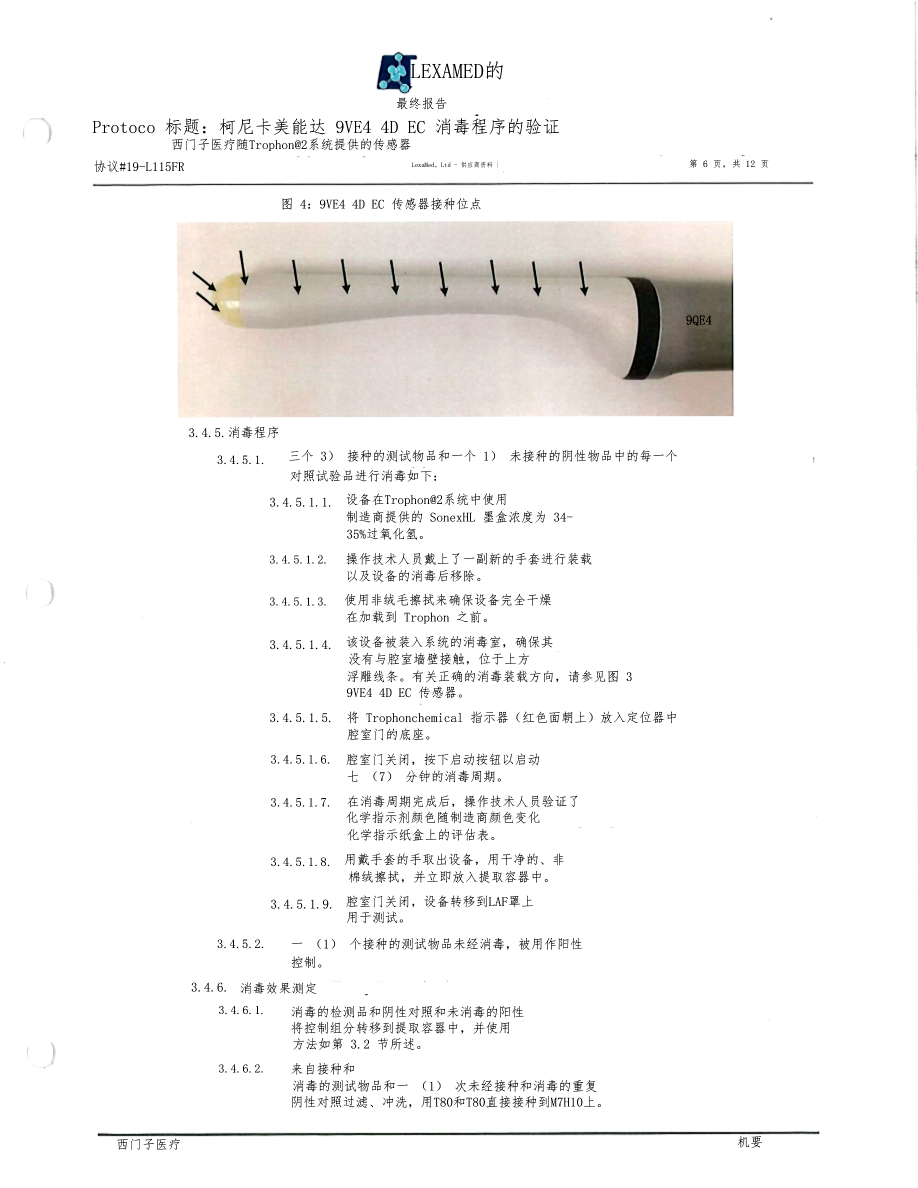 LEXAMED的
最终报告
Protoco 标题：柯尼卡美能达 9VE4 4D EC 消毒程序的验证
西门子医疗随Trophon@2系统提供的传感器
协议#19-L115FR
LexaMed, Ltd - 供应商资料 |
第 6 页，共 12 页
图 4：9VE4 4D EC 传感器接种位点
9QE4
3.4.5.消毒程序
3.4.5.1. 三个 3） 接种的测试物品和一个 1） 未接种的阴性物品中的每一个
对照试验品进行消毒如下：
3.4.5.1.1. 设备在Trophon@2系统中使用
制造商提供的 SonexHL 墨盒浓度为 34-
35%过氧化氢。
3.4.5.1.2. 操作技术人员戴上了一副新的手套进行装载
以及设备的消毒后移除。
3.4.5.1.3. 使用非绒毛擦拭来确保设备完全干燥
在加载到 Trophon 之前。
3.4.5.1.4. 该设备被装入系统的消毒室，确保其
没有与腔室墙壁接触，位于上方
浮雕线条。有关正确的消毒装载方向，请参见图 3
9VE4 4D EC 传感器。
3.4.5.1.5. 将 Trophonchemical 指示器（红色面朝上）放入定位器中
腔室门的底座。
3.4.5.1.6. 腔室门关闭，按下启动按钮以启动
七 （7） 分钟的消毒周期。
3.4.5.1.7. 在消毒周期完成后，操作技术人员验证了
化学指示剂颜色随制造商颜色变化
化学指示纸盒上的评估表。
3.4.5.1.8. 用戴手套的手取出设备，用干净的、非
棉绒擦拭，并立即放入提取容器中。
3.4.5.1.9. 腔室门关闭，设备转移到LAF罩上
用于测试。
3.4.5.2. 一 （1） 个接种的测试物品未经消毒，被用作阳性
控制。
3.4.6. 消毒效果测定
3.4.6.1. 消毒的检测品和阴性对照和未消毒的阳性
将控制组分转移到提取容器中，并使用
方法如第 3.2 节所述。
3.4.6.2. 来自接种和
消毒的测试物品和一 （1） 次未经接种和消毒的重复
阴性对照过滤、冲洗，用T80和T80直接接种到M7H10上。
西门子医疗
机要